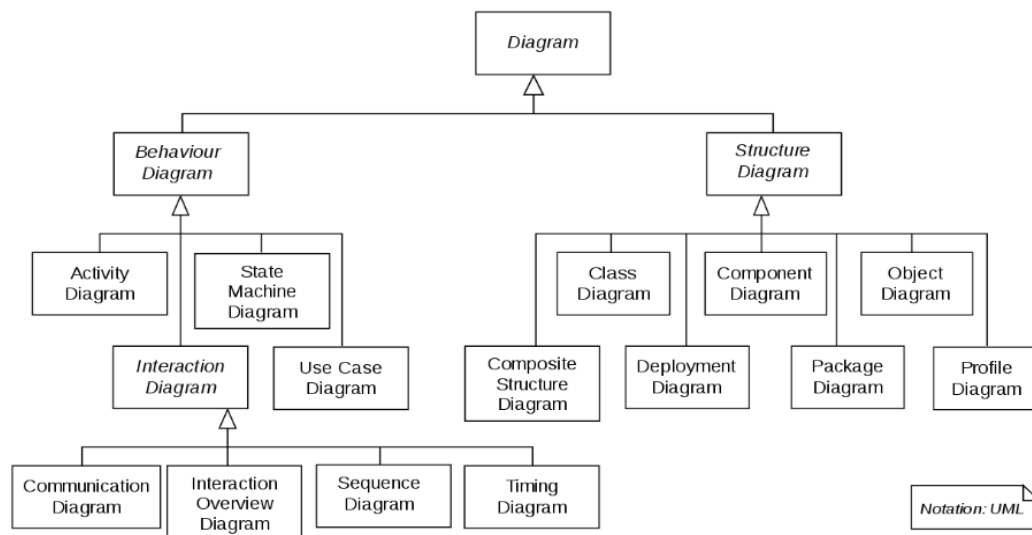 Diagram
Behaviour
Diagram
Structure
Diagram
Activity
Diagram
State
Machine
Diagram
Class
Diagram
Component
Diagram
Object
Diagram
Interaction
Diagram
Use Case
Diagram
Composite
Structure
Diagram
Deployment
Diagram
Package
Diagram
Profile
Diagram
Communication
Diagram
Interaction
Overview
Diagram
Sequence
Diagram
Timing
Diagram
Notation: UML